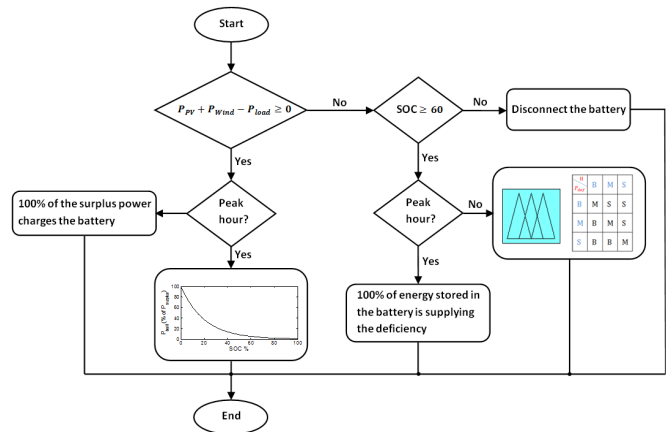 Start
P_PV + P_Wind − P_load ≥ 0
No
SOC ≥ 60
No
Disconnect the battery
Yes
Yes
100% of the surplus power
charges the battery
Peak
hour?
Peak
hour?
No
B M S
B M S S
M B M S
S B B M
Yes
Yes
100
80
60
40
20
0
0 20 40 60 80 100
SOC %
100% of energy stored in
the battery is supplying
the deficiency
End